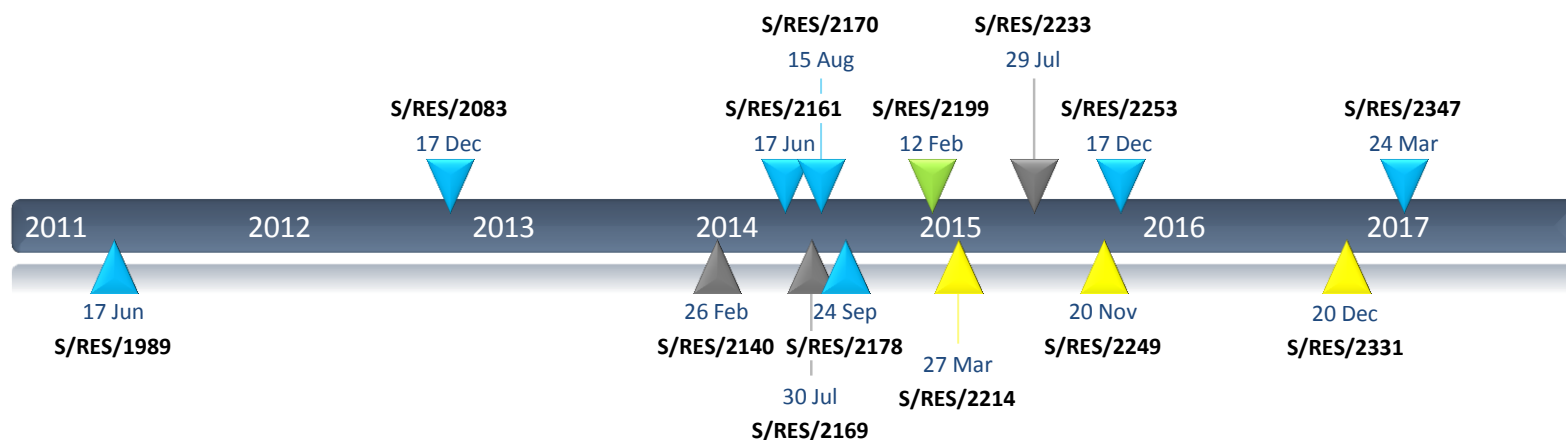 S/RES/2170
15 Aug
S/RES/2233
29 Jul
S/RES/2083
17 Dec
S/RES/2161
17 Jun
S/RES/2199
12 Feb
S/RES/2253
17 Dec
S/RES/2347
24 Mar
2011 2012 2013 2014 2015 2016 2017
17 Jun
S/RES/1989
26 Feb
S/RES/2140
24 Sep
S/RES/2178
20 Nov
S/RES/2249
20 Dec
S/RES/2331
27 Mar
S/RES/2214
30 Jul
S/RES/2169